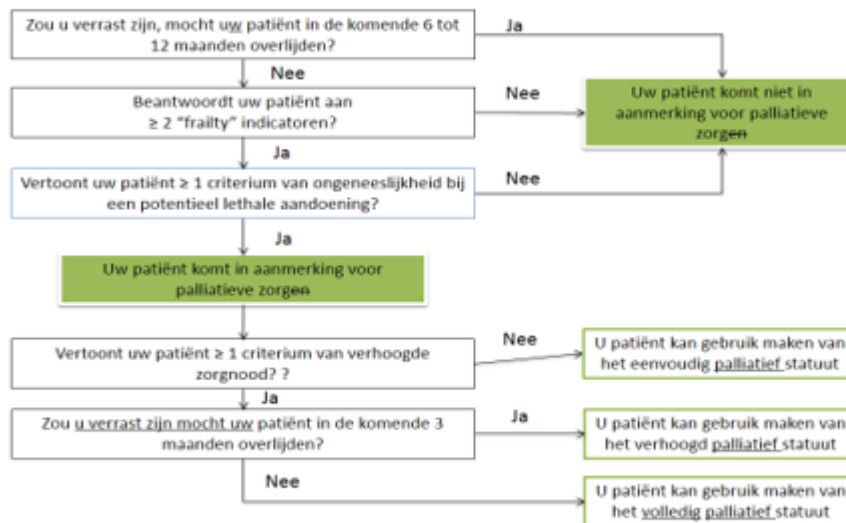 Zou u verrast zijn, mocht uw patiënt in de komende 6 tot
12 maanden overlijden?
Ja
Nee
Beantwoordt uw patiënt aan
≥ 2 “frailty” indicatoren?
Nee
Uw patiënt komt niet in
aanmerking voor palliatieve
zorgen
Ja
Vertoont uw patiënt ≥ 1 criterium van ongeneeslijkheid bij
een potentieel lethale aandoening?
Nee
Ja
Uw patiënt komt in aanmerking voor
palliatieve zorgen
Vertoont uw patiënt ≥ 1 criterium van verhoogde
zorgnood? ?
Nee
U patiënt kan gebruik maken van
het eenvoudig palliatief statuut
Ja
Zou u verrast zijn mocht uw patiënt in de komende 3
maanden overlijden?
Ja
U patiënt kan gebruik maken van
het verhoogd palliatief statuut
Nee
U patiënt kan gebruik maken van
het volledig palliatief statuut